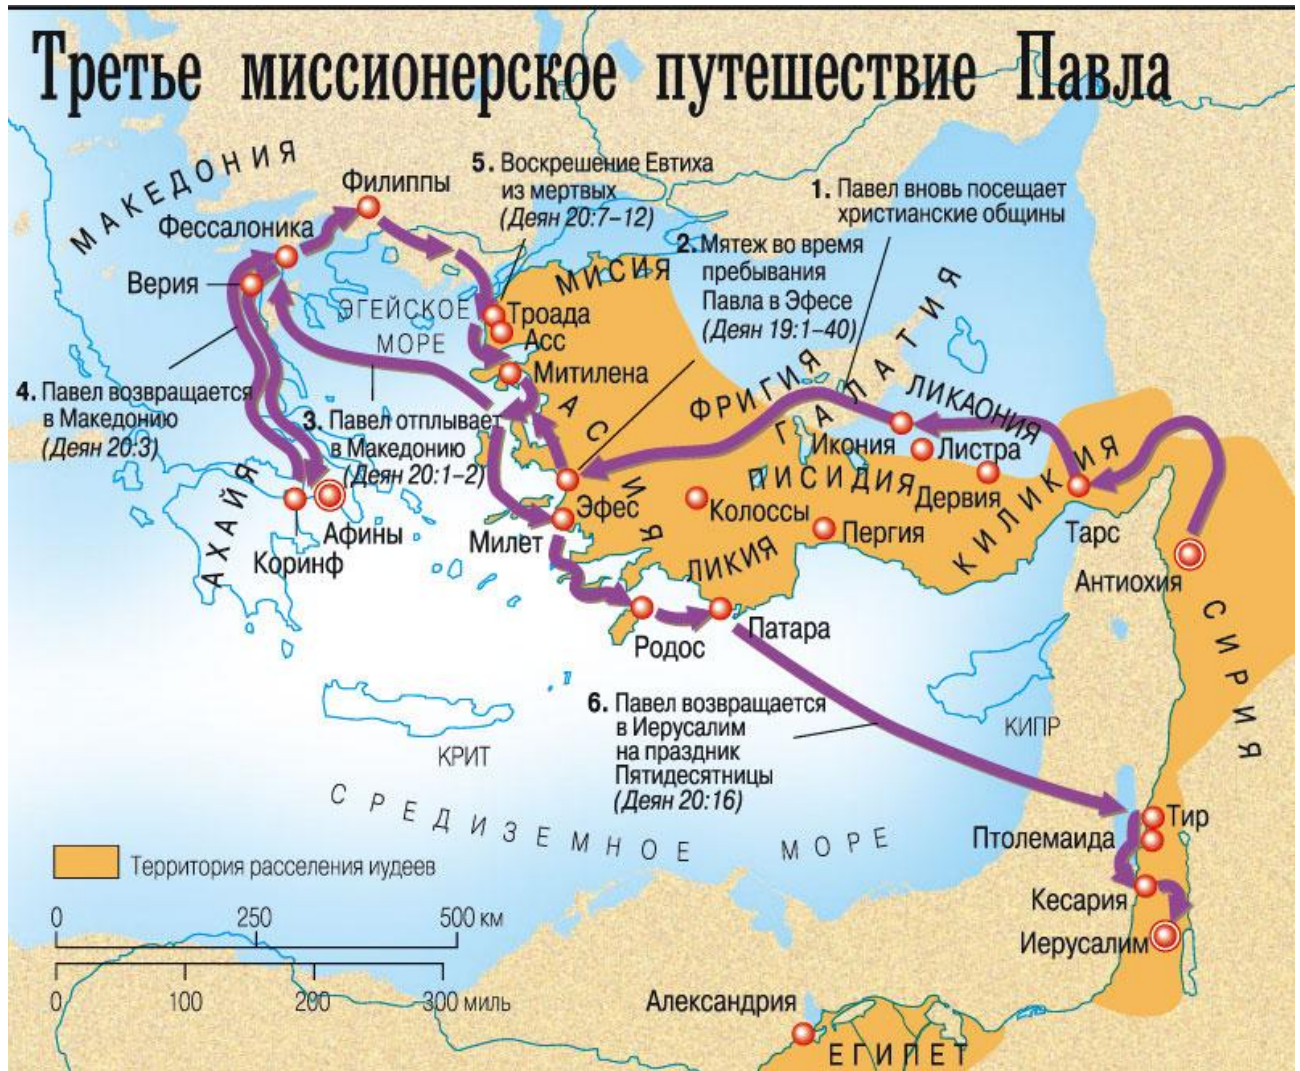 Третье миссионерское путешествие Павла
МАКЕДОНИЯ
Филиппы
Фессалоника
Верия
5. Воскрешение Евтиха
из мертвых
(Деян 20:7–12)
1. Павел вновь посещает
христианские общины
2. Мятеж во время
пребывания
Павла в Эфесе
(Деян 19:1–40)
МИСИЯ
ЭГЕЙСКОЕ
МОРЕ
Троада
Асс
Митилена
4. Павел возвращается
в Македонию
(Деян 20:3)
3. Павел отплывает
в Македонию
(Деян 20:1–2)
АСИЯ
ФРИГИЯ
ГАЛАТИЯ
ЛИКАОНИЯ
Икония
Листра
ПИСИДИЯ
Дервия
КИЛИКИЯ
АХАЙЯ
Афины
Коринф
Эфес
Милет
Колоссы
Пергия
ЛИКИЯ
Тарс
Антиохия
СИРИЯ
Родос
Патара
6. Павел возвращается
в Иерусалим
на праздник
Пятидесятницы
(Деян 20:16)
КРИТ
КИПР
СРЕДИЗЕМНОЕ МОРЕ
Тир
Птолемаида
Кесария
Иерусалим
Территория расселения иудеев
0 250 500 км
0 100 200 300 миль
Александрия
ЕГИПЕТ